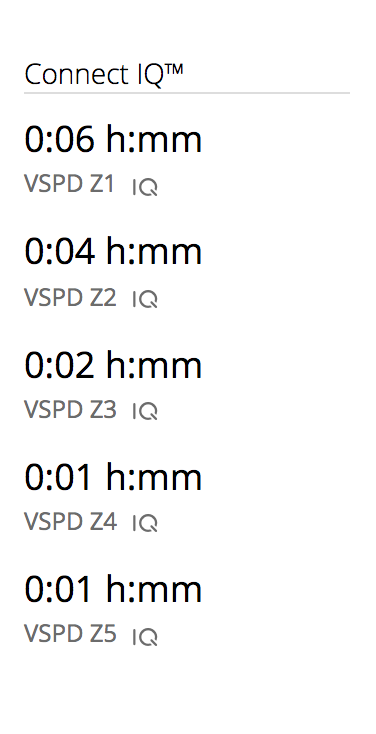 Connect IQ™
0:06 h:mm
VSPD Z1 IQ
0:04 h:mm
VSPD Z2 IQ
0:02 h:mm
VSPD Z3 IQ
0:01 h:mm
VSPD Z4 IQ
0:01 h:mm
VSPD Z5 IQ